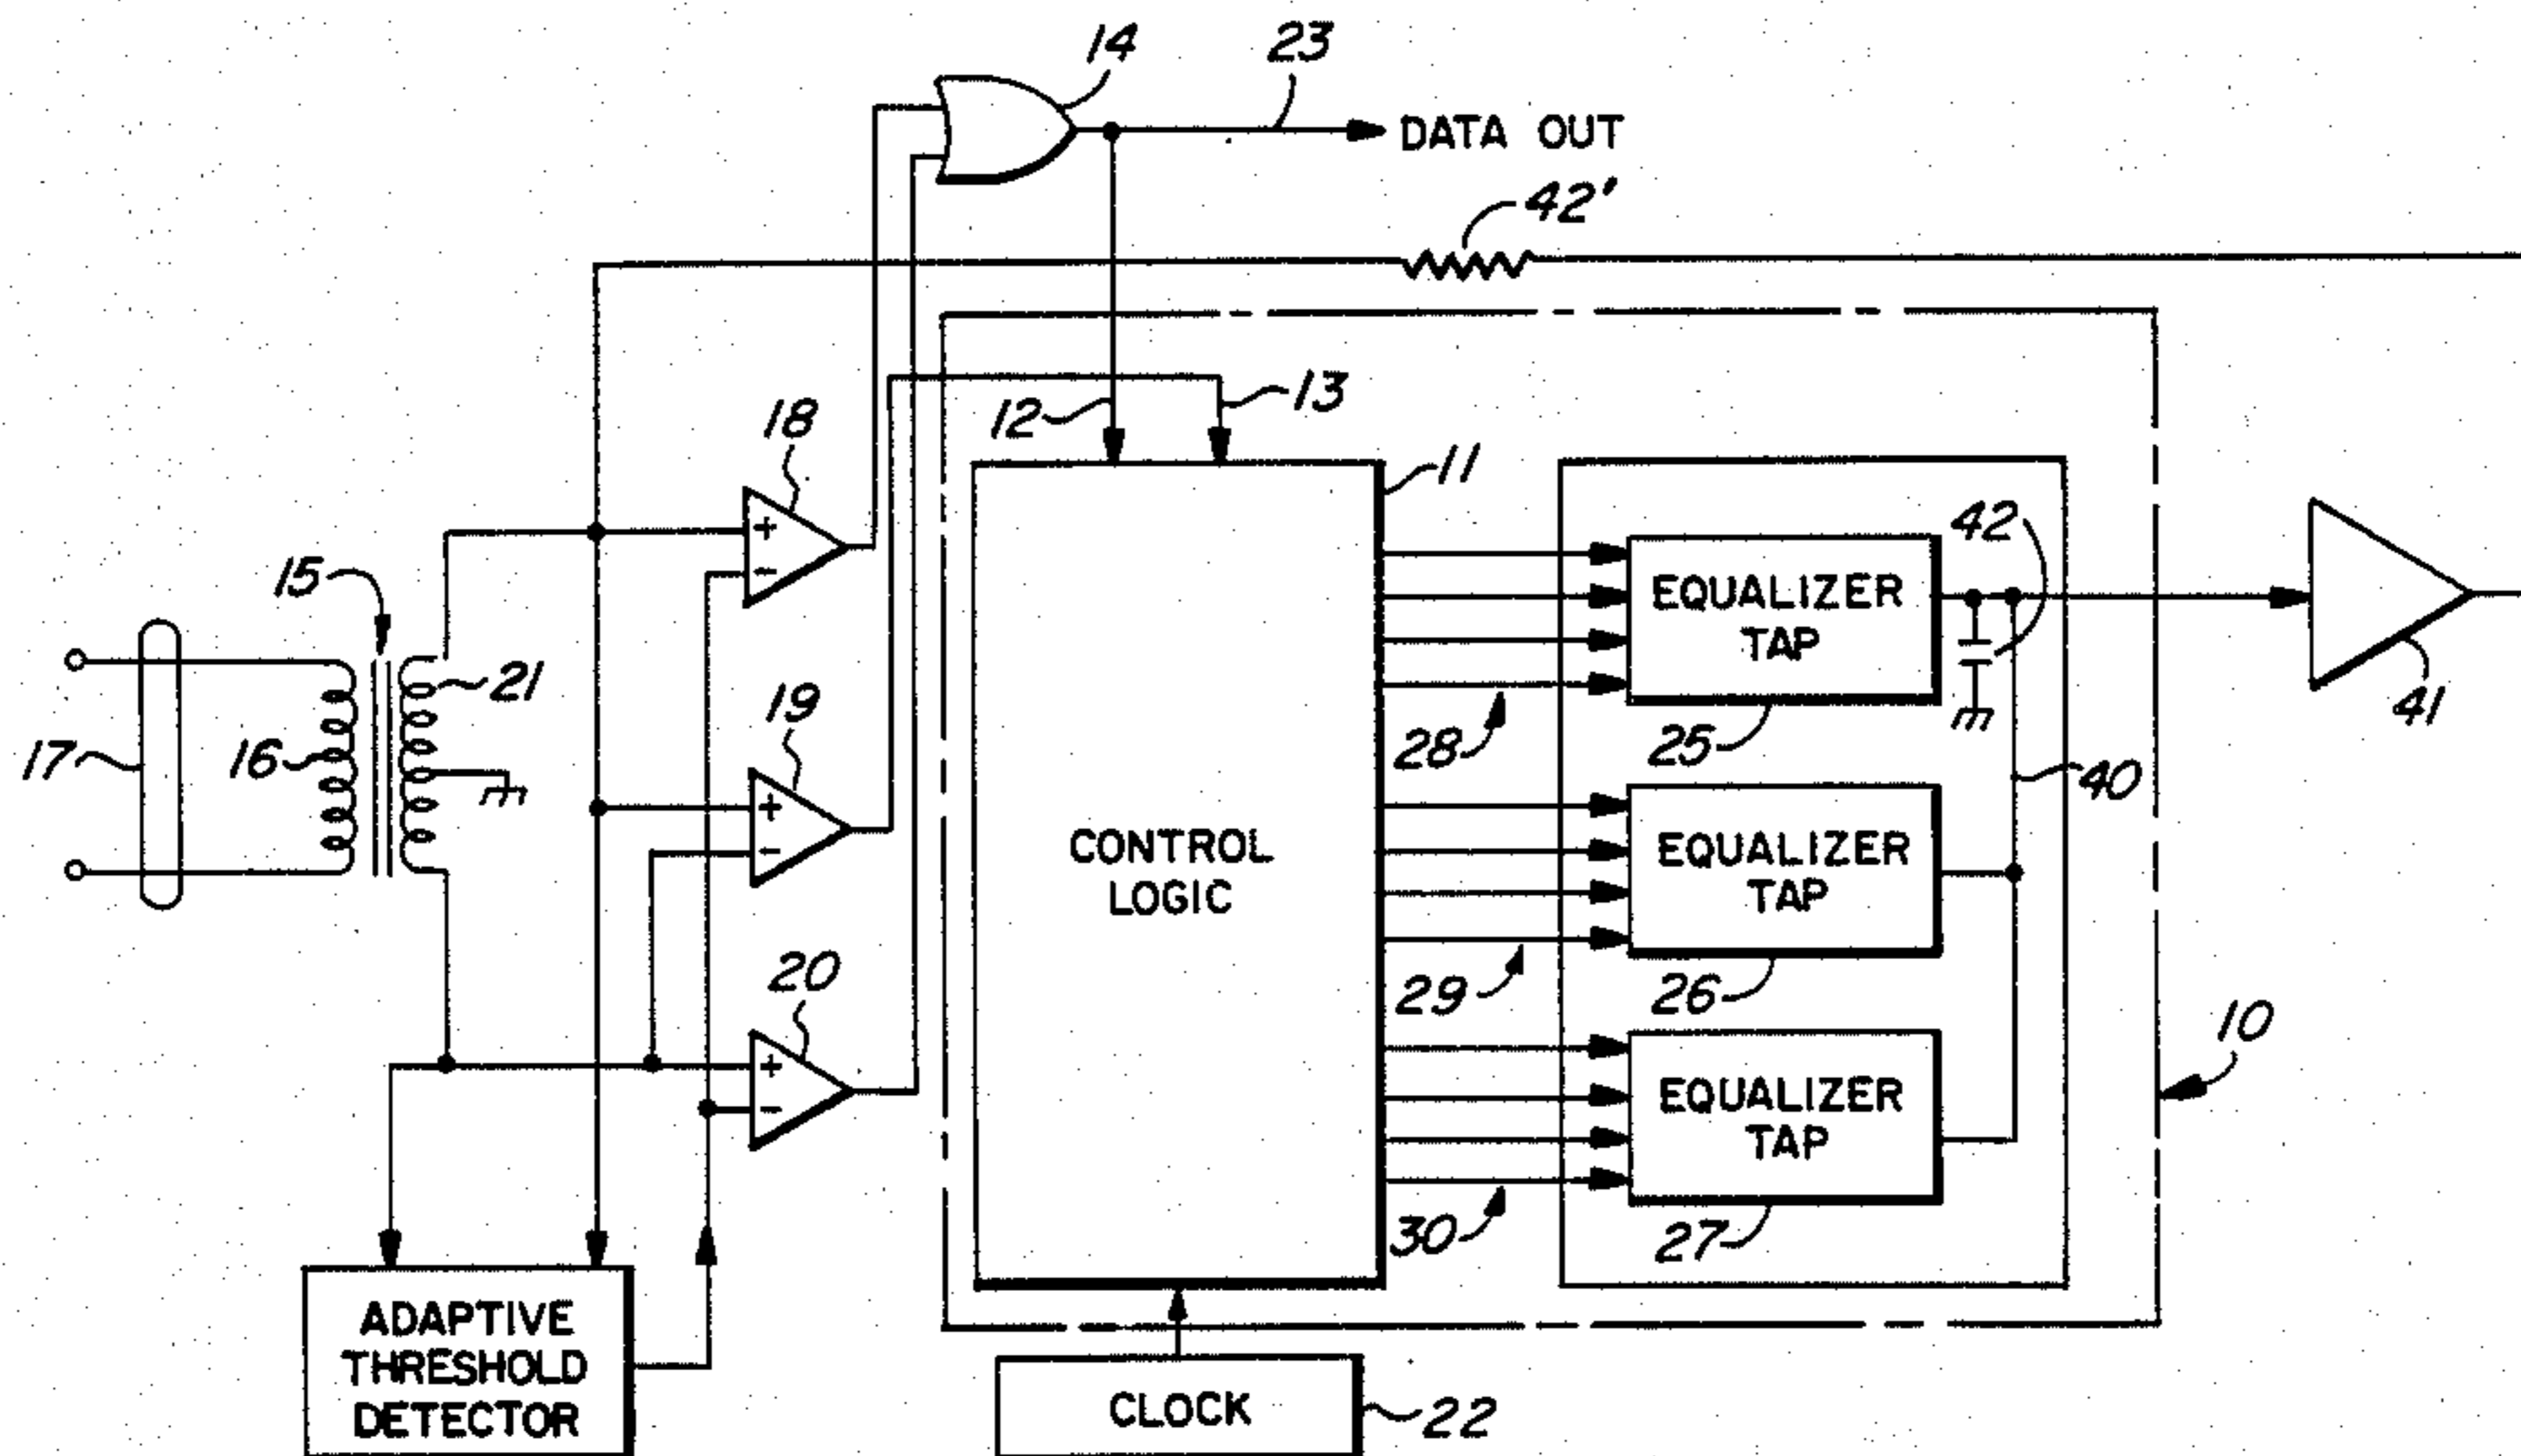 14
23
DATA OUT
42'
12
13
18
11
42
15
EQUALIZER
TAP
21
19
41
17
16
28
25
40
CONTROL
LOGIC
EQUALIZER
TAP
20
29
26
10
EQUALIZER
TAP
30
27
ADAPTIVE
THRESHOLD
DETECTOR
CLOCK
22
+
-
+
-
+
-